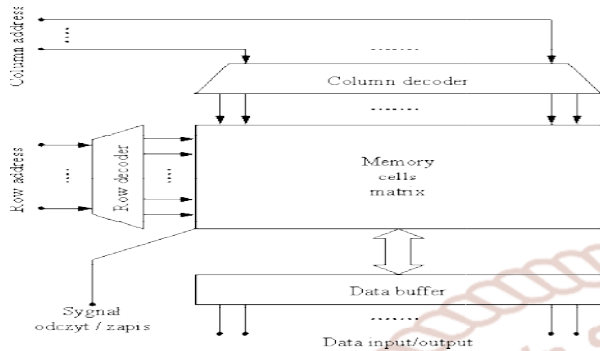 Column address
Column decoder
Row address
Row decoder
Memory
cells
matrix
Data buffer
Sygnał
odczyt / zapis
Data input/output